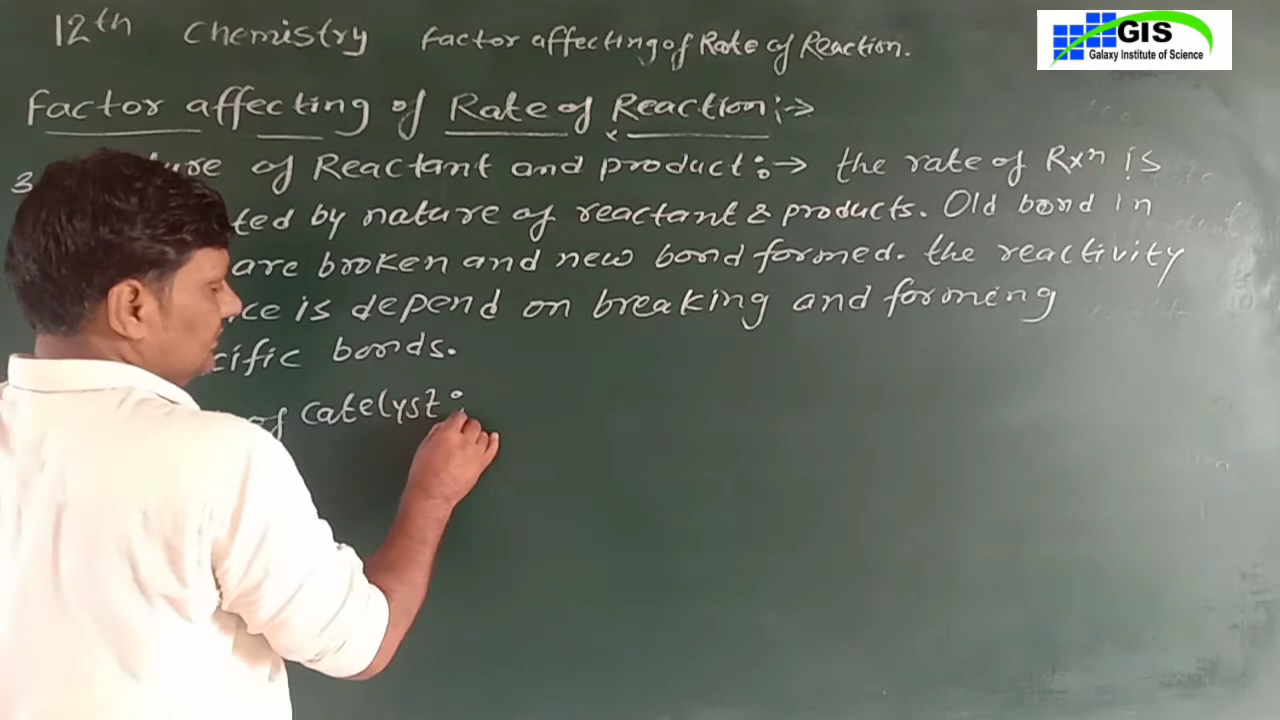 12th Chemistry Factor affecting of Rate of Reaction.
GIS
Galaxy Institute of Science
Factor affecting of Rate of Reaction :→
3 of Reactant and product :→ the rate of Rxn is
by nature of reactant & products. Old bond in
are broken and new bond formed. the reactivity
is depend on breaking and forming
bonds.
of Catelyst :